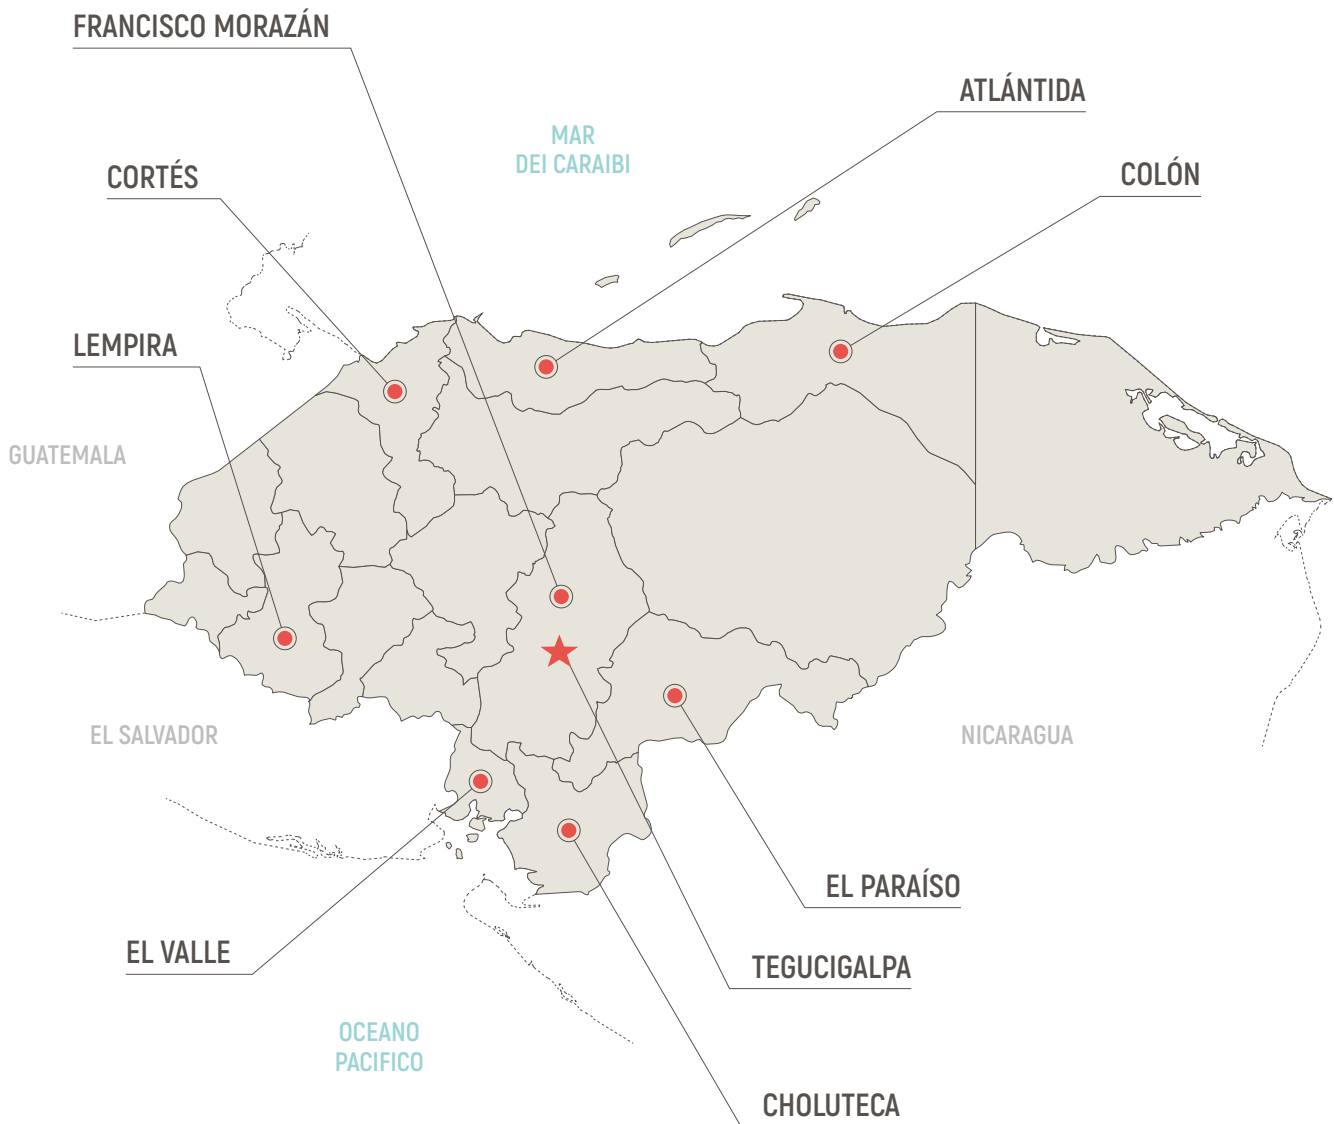 FRANCISCO MORAZÁN
ATLÁNTIDA
MAR
DEI CARAIBI
CORTÉS
COLÓN
LEMPIRA
GUATEMALA
EL SALVADOR
NICARAGUA
EL PARAÍSO
EL VALLE
TEGUCIGALPA
OCEANO
PACIFICO
CHOLUTECA